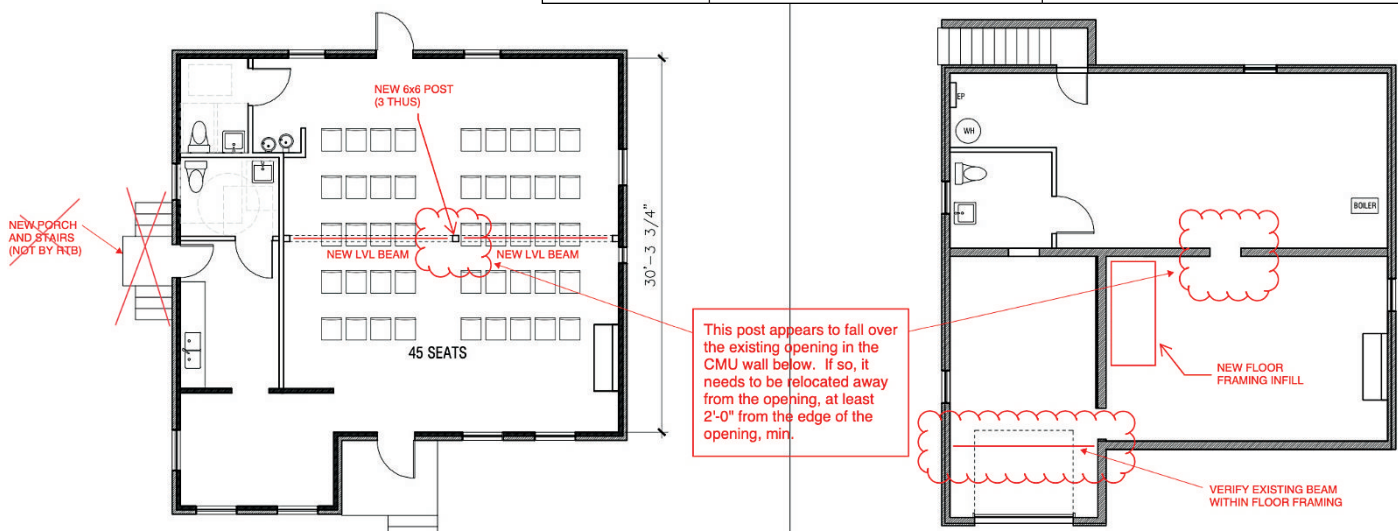 NEW 6x6 POST
(3 THUS)
NEW PORCH
AND STAIRS
(NOT BY RTB)
NEW LVL BEAM
NEW LVL BEAM
30'-3 3/4"
45 SEATS
This post appears to fall over
the existing opening in the
CMU wall below. If so, it
needs to be relocated away
from the opening, at least
2'-0" from the edge of the
opening, min.
EP
WH
BOILER
NEW FLOOR
FRAMING INFILL
VERIFY EXISTING BEAM
WITHIN FLOOR FRAMING